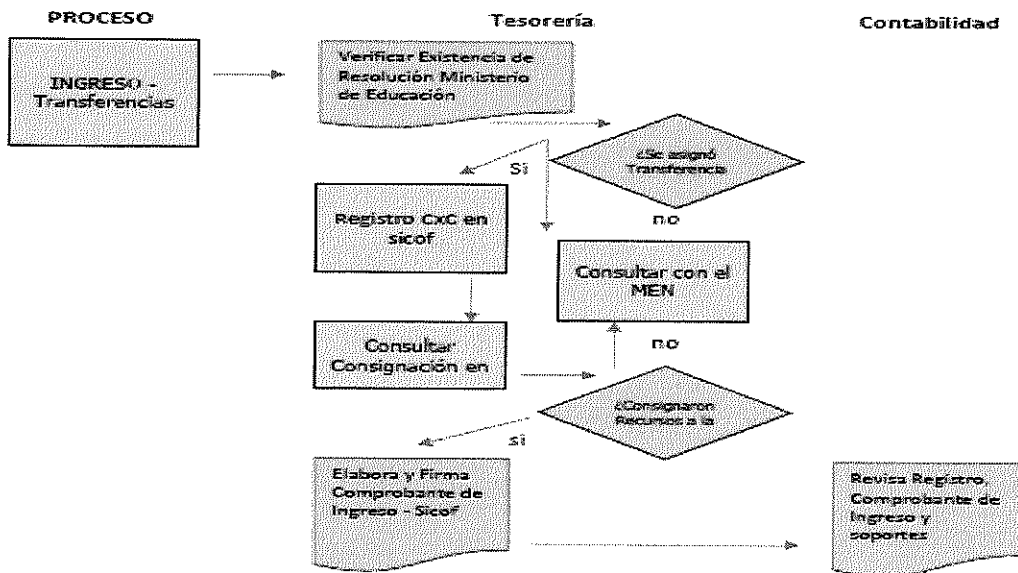 PROCESO
Tesorería
Contabilidad
INGRESO -
Transferencias
Verificar Existencia de
Resolución Ministerio
de Educación
¿Se asignó
Transferencia
Si
no
Registro CxC en
sicof
Consultar con el
MEN
Consultar
Consignación en
no
¿Consignaron
Recursos a la
si
Elabora y Firma
Comprobante de
Ingreso - Sicof
Revisa Registro,
Comprobante de
Ingreso y
soportes